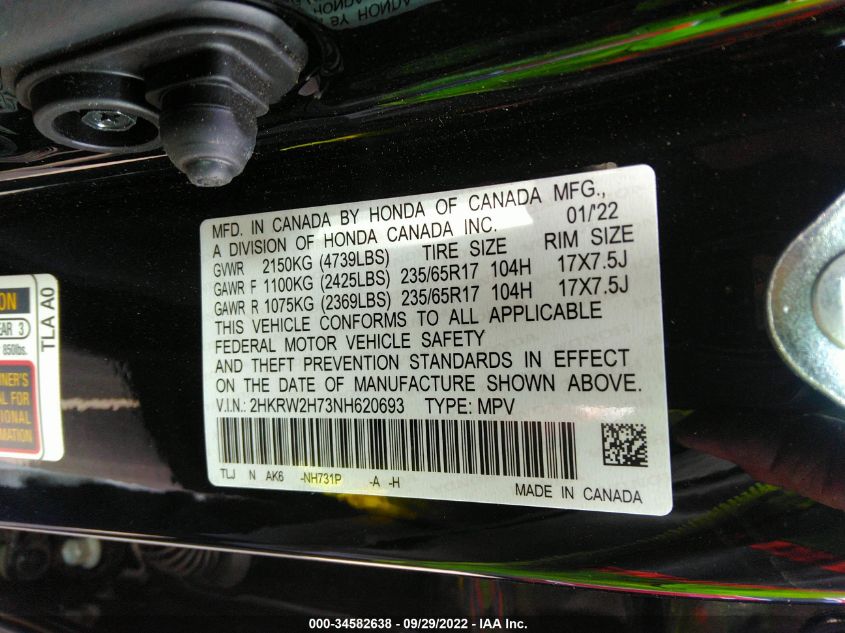 MFD. IN CANADA BY HONDA OF CANADA MFG.,
A DIVISION OF HONDA CANADA INC. 01/'22
GVWR 2150KG (4739LBS) TIRE SIZE RIM SIZE
GAWR F 1100KG (2425LBS) 235/65R17 104H 17X7.5J
GAWR R 1075KG (2369LBS) 235/65R17 104H 17X7.5J
THIS VEHICLE CONFORMS TO ALL APPLICABLE
FEDERAL MOTOR VEHICLE SAFETY
AND THEFT PREVENTION STANDARDS IN EFFECT
ON THE DATE OF MANUFACTURE SHOWN ABOVE.
V.I.N.: 2HKRW2H73NH620693 TYPE: MPV
TLJ N AK6 -NH731P -A -H
MADE IN CANADA
TLA A0
3
850lbs.
AL FOR
000-34582638 - 09/29/2022 - IAA Inc.